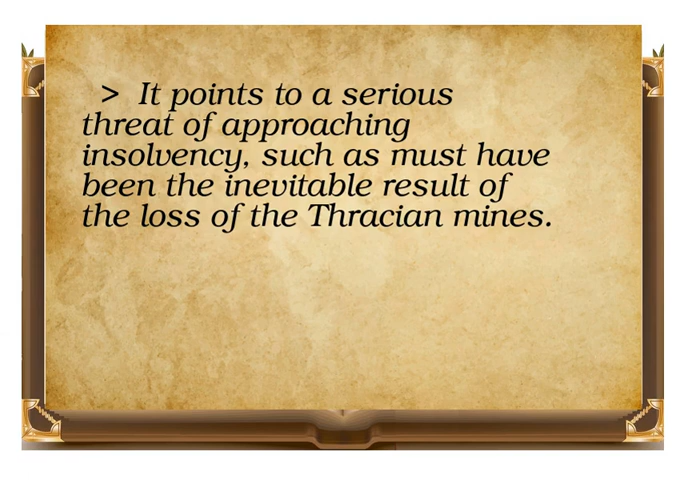 > It points to a serious
threat of approaching
insolvency, such as must have
been the inevitable result of
the loss of the Thracian mines.